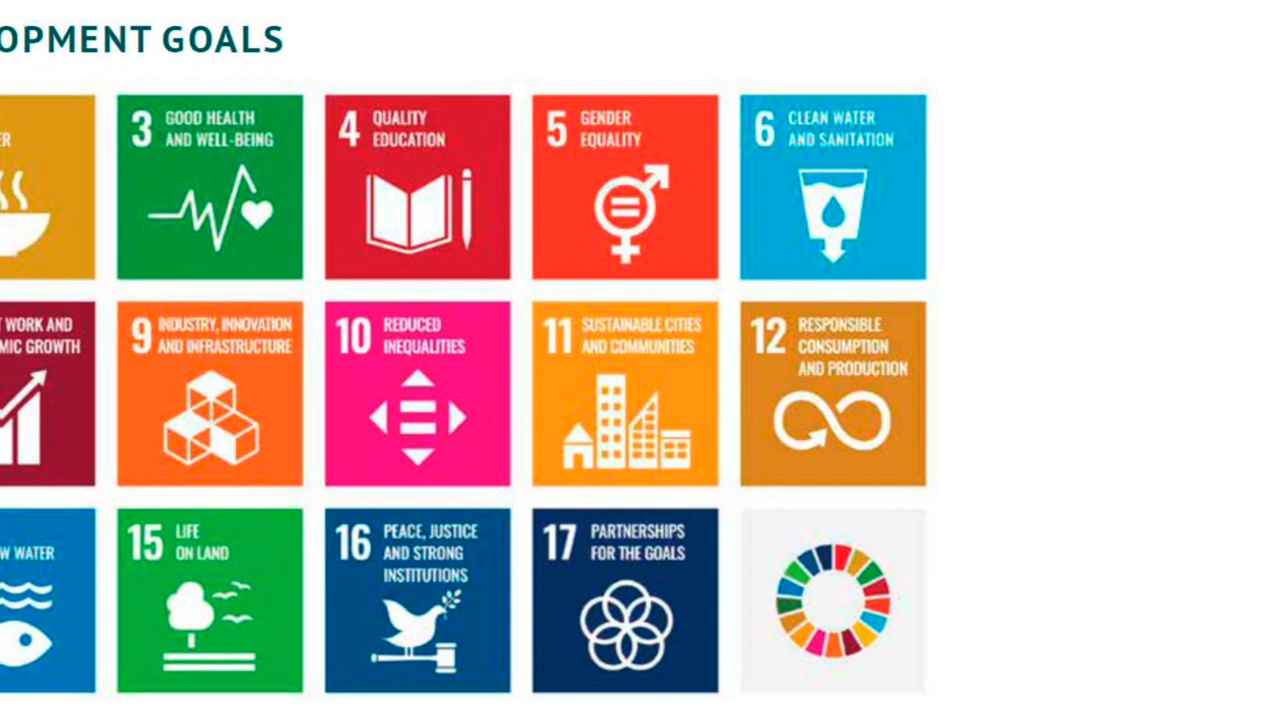 OPMENT GOALS
ER
3 GOOD HEALTH
AND WELL-BEING
4 QUALITY
EDUCATION
5 GENDER
EQUALITY
6 CLEAN WATER
AND SANITATION
T WORK AND
MIC GROWTH
9 INDUSTRY, INNOVATION
AND INFRASTRUCTURE
10 REDUCED
INEQUALITIES
11 SUSTAINABLE CITIES
AND COMMUNITIES
12 RESPONSIBLE
CONSUMPTION
AND PRODUCTION
W WATER
15 LIFE
ON LAND
16 PEACE, JUSTICE
AND STRONG
INSTITUTIONS
17 PARTNERSHIPS
FOR THE GOALS